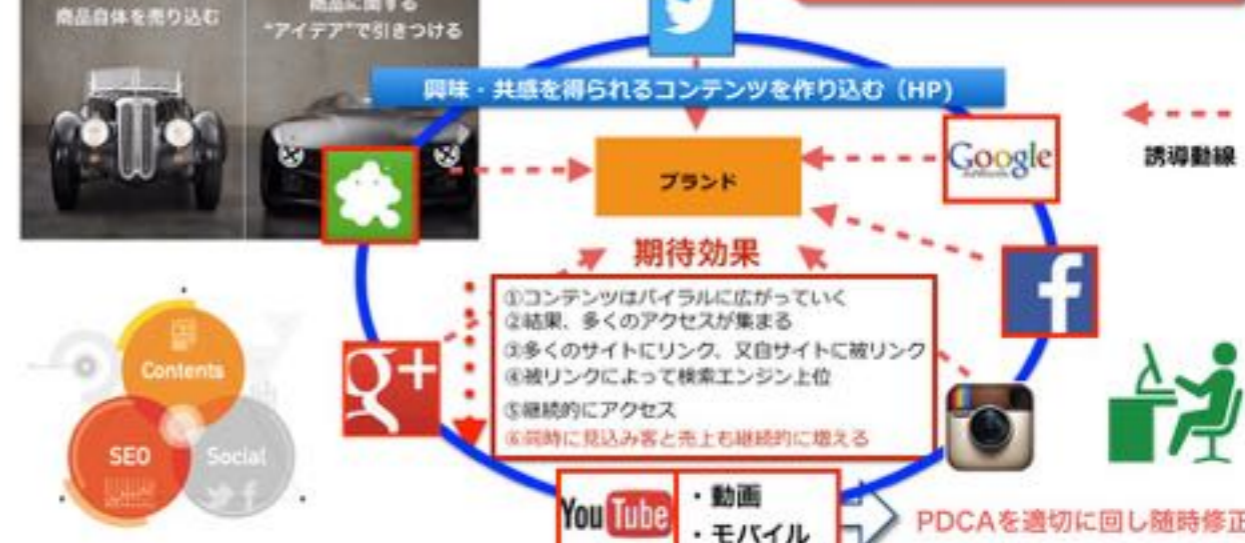 商品自体を売り込む
商品に関する
"アイデア"で引きつける
興味・共感を得られるコンテンツを作り込む（HP）
Google
誘導動線
ブランド
期待効果
①コンテンツはバイラルに広がっていく
②結果、多くのアクセスが集まる
③多くのサイトにリンク、又自サイトに被リンク
④被リンクによって検索エンジン上位
⑤継続的にアクセス
⑥同時に見込み客と売上も継続的に増える
Contents
SEO
Social
g+
f
YouTube
・動画
・モバイル
PDCAを適切に回し随時修正